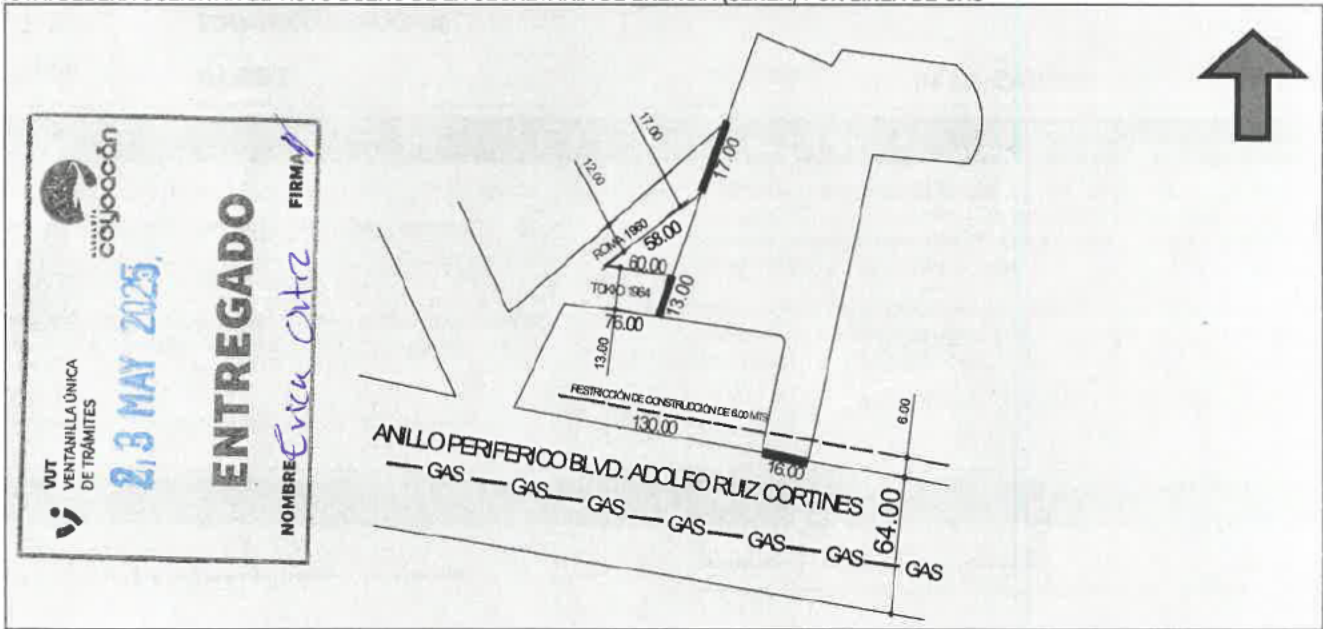 VUT
VENTANILLA ÚNICA
DE TRÁMITES
ALCALDÍA
coyoacán
23 MAY 2025
ENTREGADO
NOMBRE Erica Ortiz FIRMA
17.00
12.00
17.00
ROMA 1960
58.00
60.00
TOKIO 1964
13.00
75.00
13.00
RESTRICCIÓN DE CONSTRUCCIÓN DE 6.00 MTS
130.00
6.00
16.00
ANILLO PERIFERICO BLVD. ADOLFO RUIZ CORTINES
64.00
GAS GAS GAS GAS GAS GAS GAS